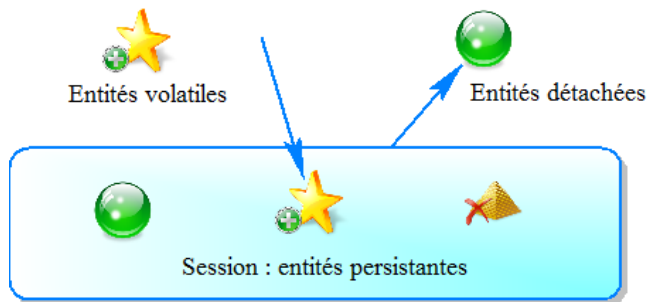 Entités volatiles
Entités détachées
Session : entités persistantes